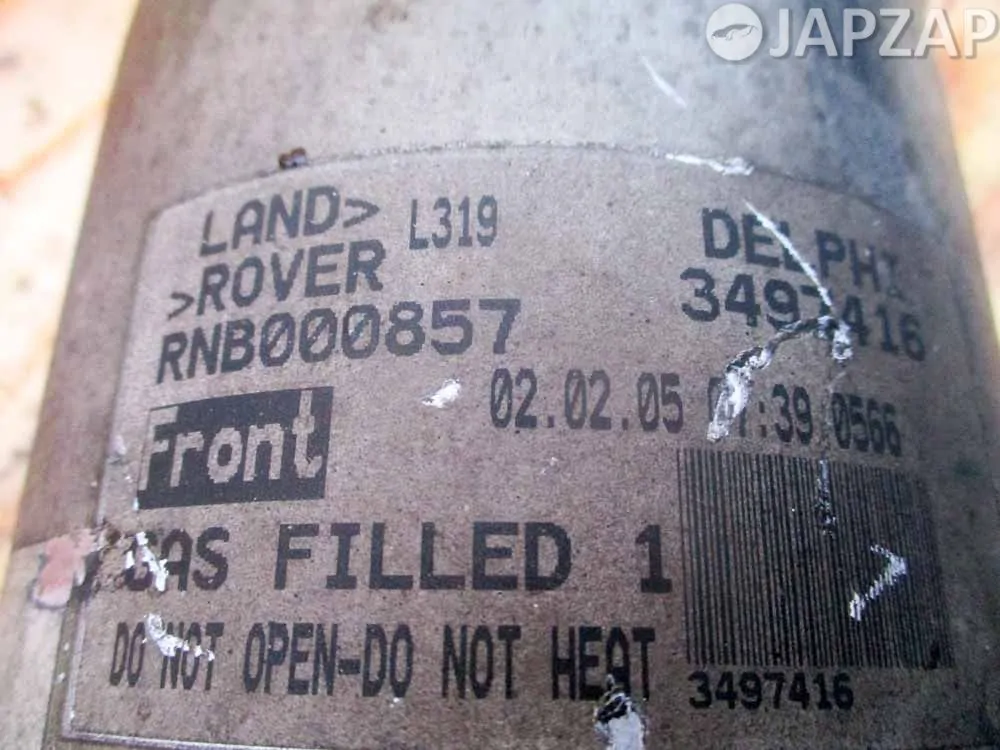 JAPZAP
LAND> L319 DELPHI
>ROVER 3497416
RNB000857
02.02.05 :39 0566
Front
GAS FILLED 1
DO NOT OPEN-DO NOT HEAT
3497416